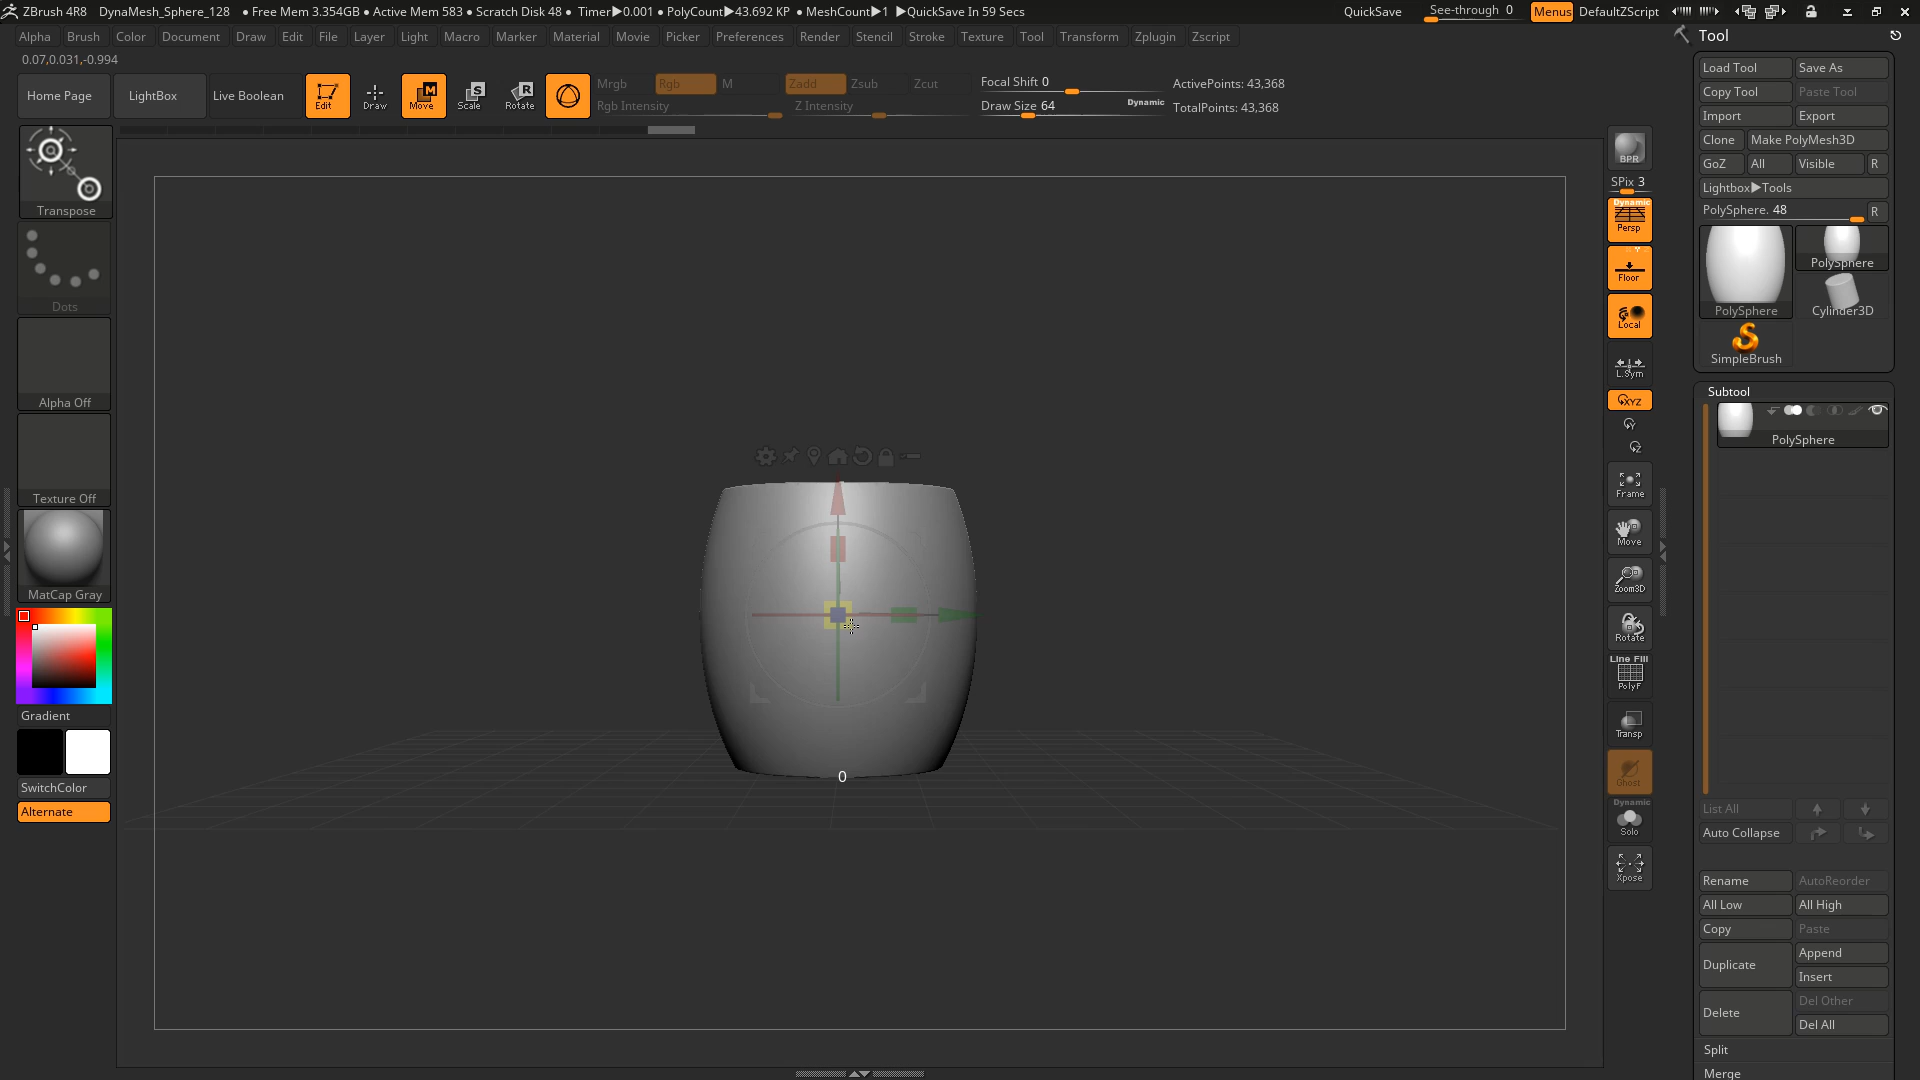 ZBrush 4R8 DynaMesh_Sphere_128 • Free Mem 3.354GB • Active Mem 583 • Scratch Disk 48 • Timer▶0.001 • PolyCount▶43.692 KP • MeshCount▶1 ▶QuickSave In 59 Secs QuickSave See-through 0 Menus DefaultZScript
Alpha Brush Color Document Draw Edit File Layer Light Macro Marker Material Movie Picker Preferences Render Stencil Stroke Texture Tool Transform Zplugin Zscript
Tool
0.07,0.031,-0.994
Home Page LightBox Live Boolean Edit Draw Move Scale Rotate
Mrgb Rgb M Zadd Zsub Zcut
Rgb Intensity Z Intensity
Focal Shift 0
Draw Size 64 Dynamic
ActivePoints: 43,368
TotalPoints: 43,368
Transpose
Dots
Alpha Off
Texture Off
MatCap Gray
Gradient
SwitchColor
Alternate
0
BPR
SPix 3
Dynamic
Persp
Floor
Local
L.Sym
XYZ
Y
Z
Frame
Move
Zoom3D
Rotate
Line Fill
PolyF
Transp
Ghost
Dynamic
Solo
Xpose
Load Tool Save As
Copy Tool Paste Tool
Import Export
Clone Make PolyMesh3D
GoZ All Visible R
Lightbox▶Tools
PolySphere. 48 R
PolySphere
PolySphere Cylinder3D
SimpleBrush
Subtool
PolySphere
List All
Auto Collapse
Rename AutoReorder
All Low All High
Copy Paste
Duplicate Append
Insert
Delete Del Other
Del All
Split
Merge